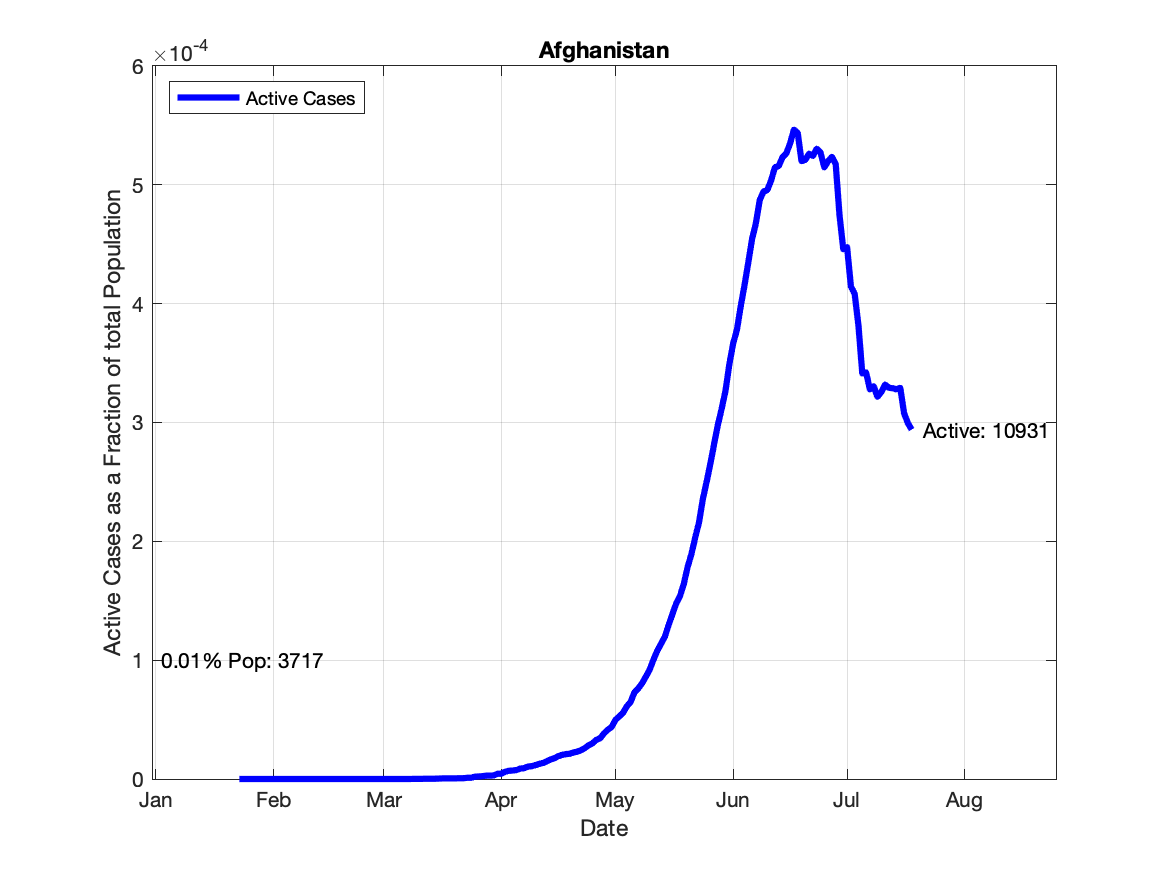 Afghanistan
×10⁻⁴
Active Cases
6
5
4
3
2
1
0
Active Cases as a Fraction of total Population
0.01% Pop: 3717
Active: 10931
Jan Feb Mar Apr May Jun Jul Aug
Date